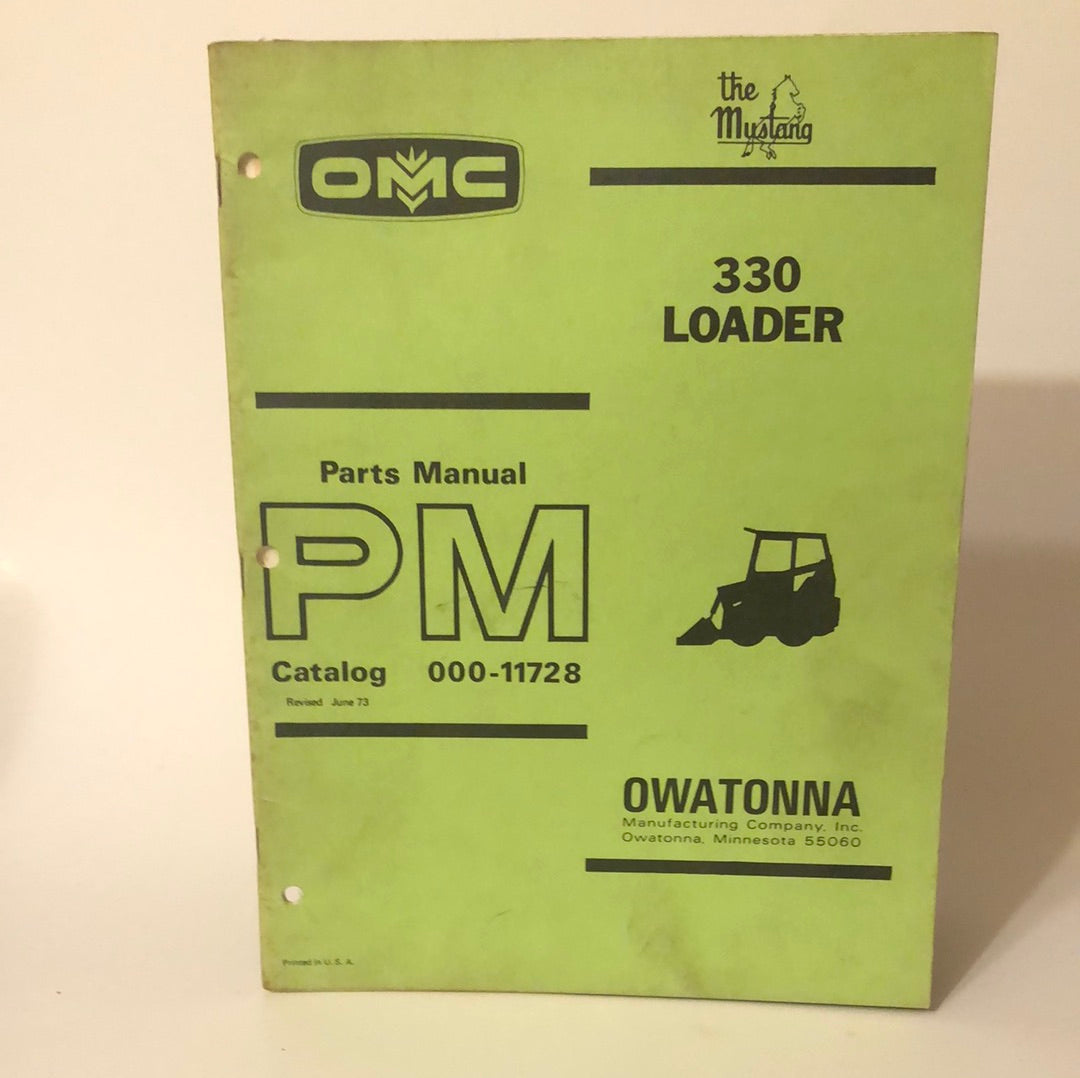 the
Mustang
OMC
330
LOADER
Parts Manual
PM
Catalog 000-11728
Revised June 73
OWATONNA
Manufacturing Company, Inc.
Owatonna, Minnesota 55060
Printed in U. S. A.